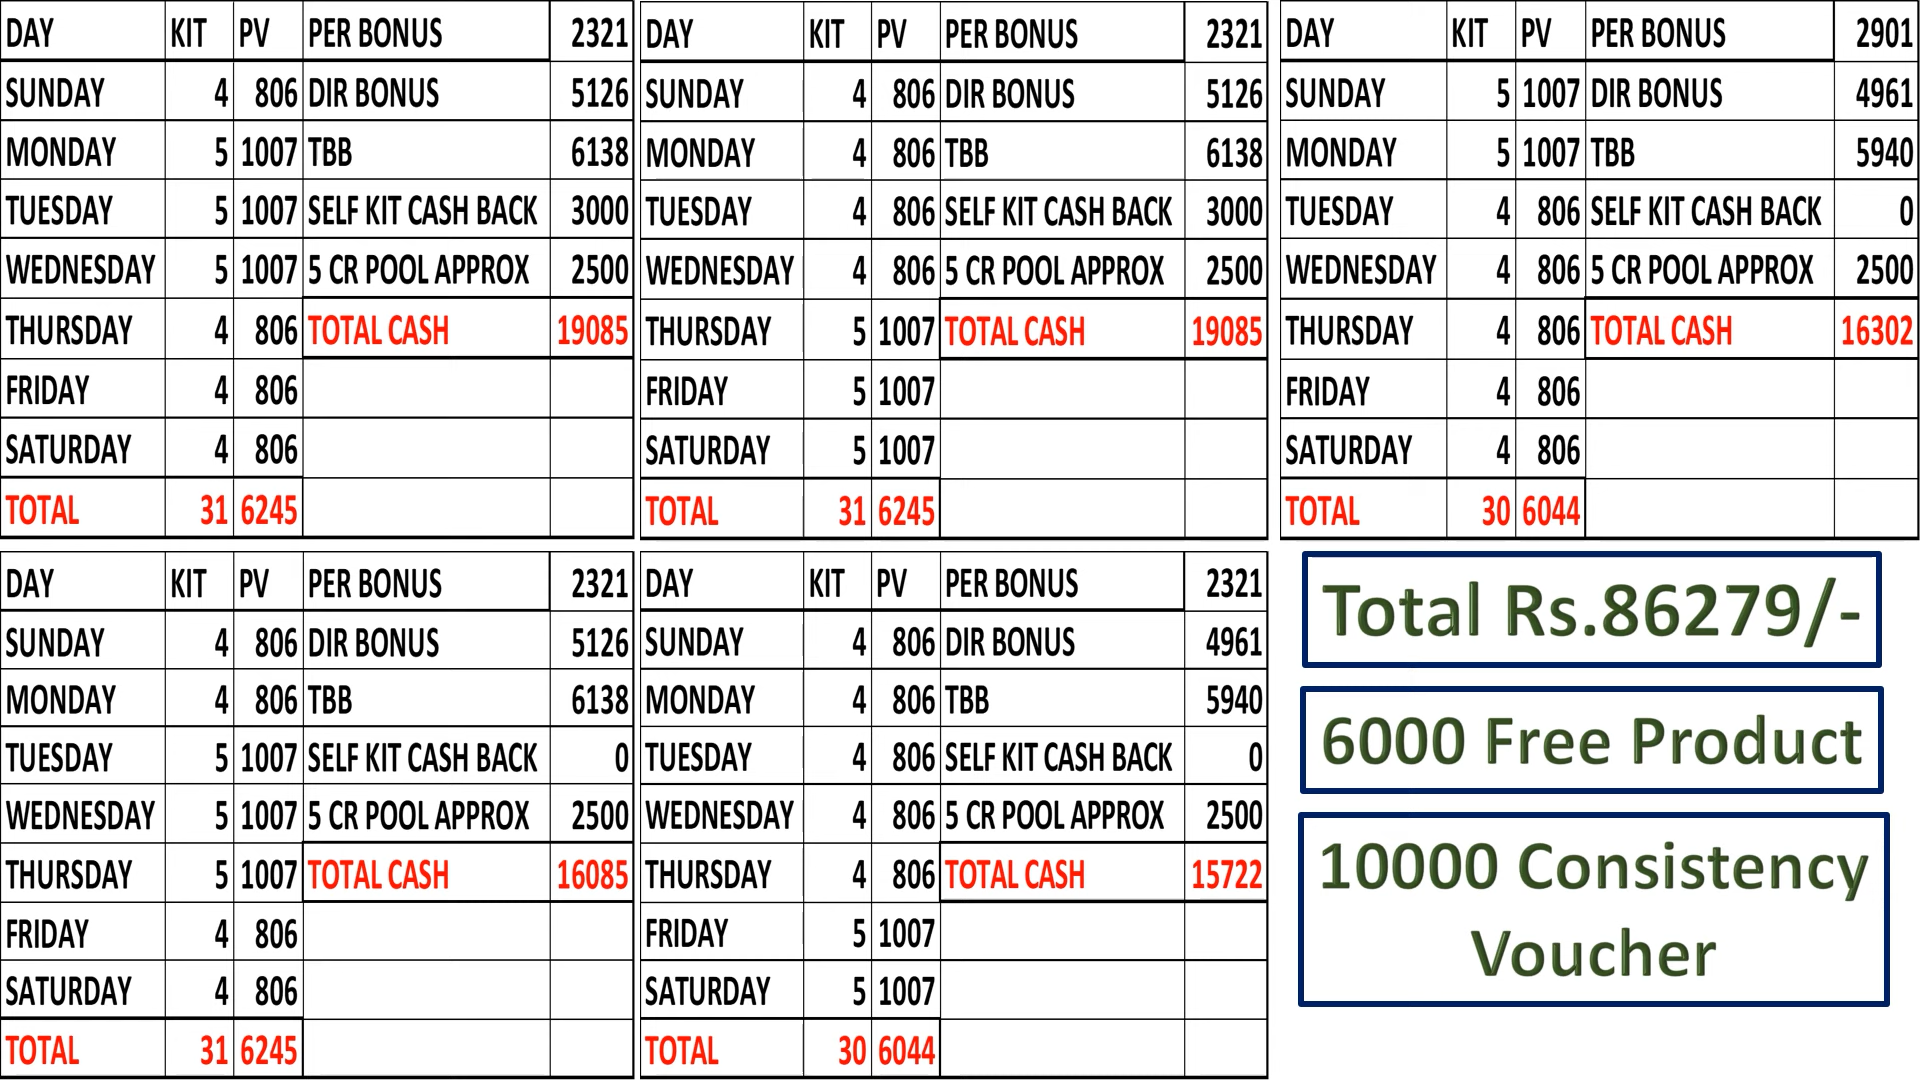 DAY KIT PV PER BONUS 2321
SUNDAY 4 806 DIR BONUS 5126
MONDAY 5 1007 TBB 6138
TUESDAY 5 1007 SELF KIT CASH BACK 3000
WEDNESDAY 5 1007 5 CR POOL APPROX 2500
THURSDAY 4 806 TOTAL CASH 19085
FRIDAY 4 806
SATURDAY 4 806
TOTAL 31 6245
DAY KIT PV PER BONUS 2321
SUNDAY 4 806 DIR BONUS 5126
MONDAY 4 806 TBB 6138
TUESDAY 4 806 SELF KIT CASH BACK 3000
WEDNESDAY 4 806 5 CR POOL APPROX 2500
THURSDAY 5 1007 TOTAL CASH 19085
FRIDAY 5 1007
SATURDAY 5 1007
TOTAL 31 6245
DAY KIT PV PER BONUS 2901
SUNDAY 5 1007 DIR BONUS 4961
MONDAY 5 1007 TBB 5940
TUESDAY 4 806 SELF KIT CASH BACK 0
WEDNESDAY 4 806 5 CR POOL APPROX 2500
THURSDAY 4 806 TOTAL CASH 16302
FRIDAY 4 806
SATURDAY 4 806
TOTAL 30 6044
DAY KIT PV PER BONUS 2321
SUNDAY 4 806 DIR BONUS 5126
MONDAY 4 806 TBB 6138
TUESDAY 5 1007 SELF KIT CASH BACK 0
WEDNESDAY 5 1007 5 CR POOL APPROX 2500
THURSDAY 5 1007 TOTAL CASH 16085
FRIDAY 4 806
SATURDAY 4 806
TOTAL 31 6245
DAY KIT PV PER BONUS 2321
SUNDAY 4 806 DIR BONUS 4961
MONDAY 4 806 TBB 5940
TUESDAY 4 806 SELF KIT CASH BACK 0
WEDNESDAY 4 806 5 CR POOL APPROX 2500
THURSDAY 4 806 TOTAL CASH 15722
FRIDAY 5 1007
SATURDAY 5 1007
TOTAL 30 6044
Total Rs.86279/-
6000 Free Product
10000 Consistency
Voucher